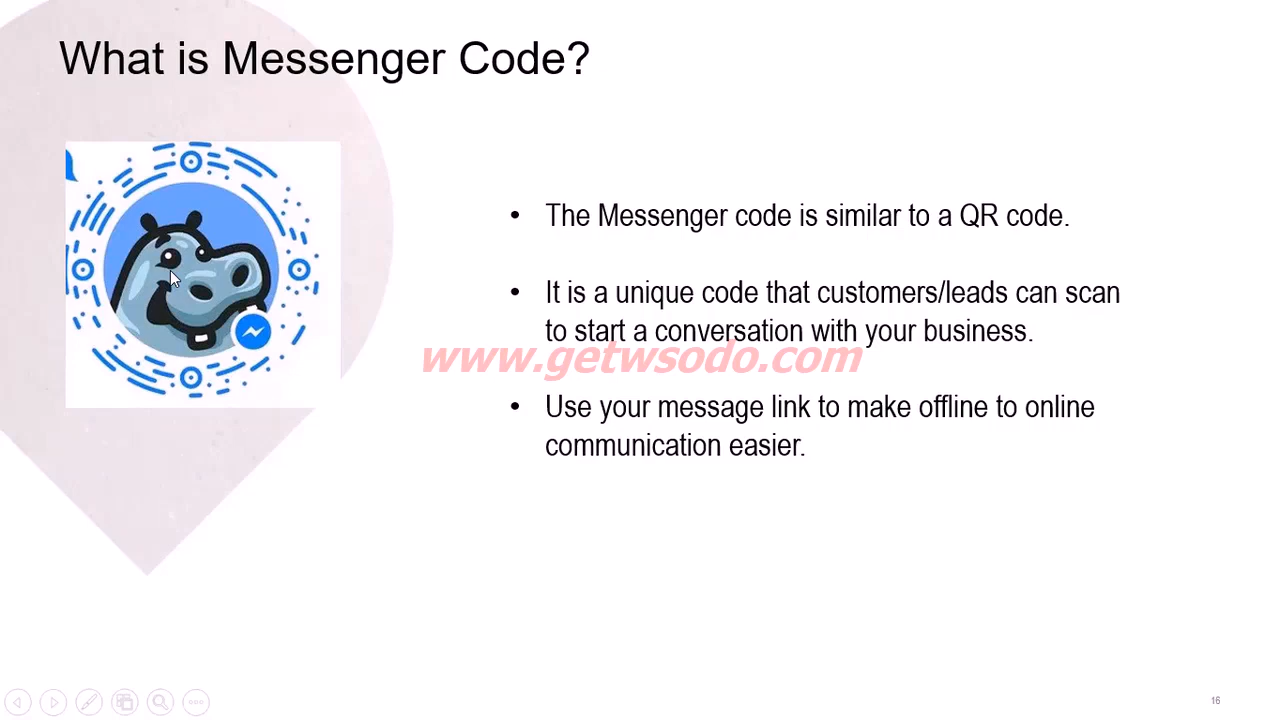 What is Messenger Code?
• The Messenger code is similar to a QR code.
• It is a unique code that customers/leads can scan
to start a conversation with your business.
www.getwsodo.com
• Use your message link to make offline to online
communication easier.
16